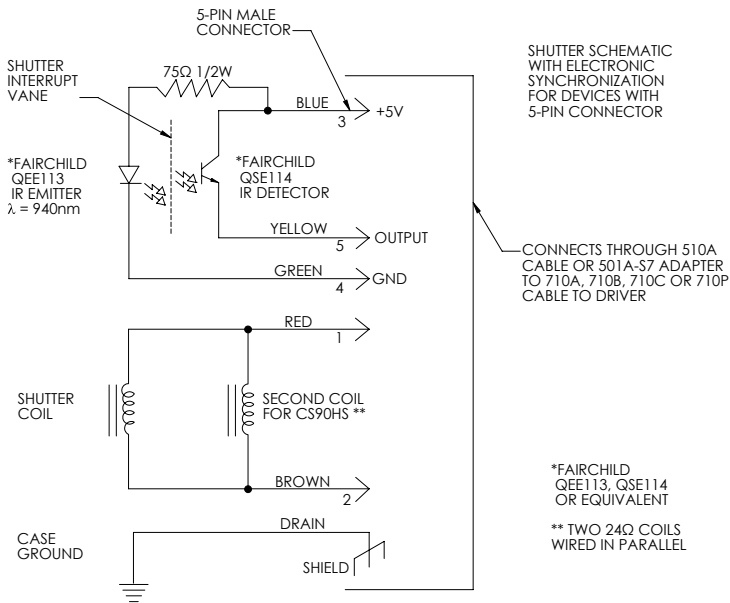 5-PIN MALE
CONNECTOR
SHUTTER
INTERRUPT
VANE
75Ω 1/2W
BLUE
3
+5V
SHUTTER SCHEMATIC
WITH ELECTRONIC
SYNCHRONIZATION
FOR DEVICES WITH
5-PIN CONNECTOR
*FAIRCHILD
QEE113
IR EMITTER
λ = 940nm
*FAIRCHILD
QSE114
IR DETECTOR
YELLOW
5
OUTPUT
GREEN
4
GND
CONNECTS THROUGH 510A
CABLE OR 501A-S7 ADAPTER
TO 710A, 710B, 710C OR 710P
CABLE TO DRIVER
RED
1
SHUTTER
COIL
SECOND COIL
FOR CS90HS **
BROWN
2
*FAIRCHILD
QEE113, QSE114
OR EQUIVALENT
** TWO 24Ω COILS
WIRED IN PARALLEL
CASE
GROUND
DRAIN
SHIELD